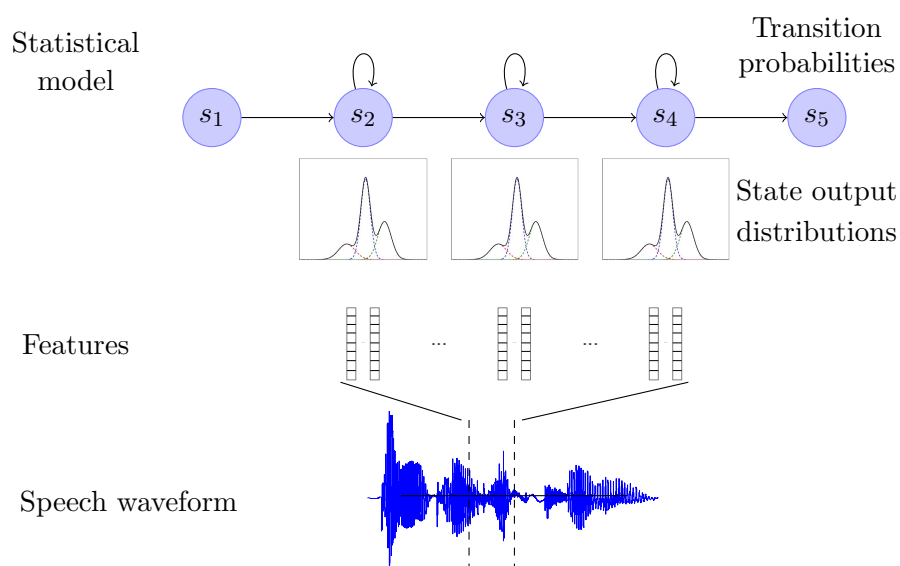 Statistical
model
Transition
probabilities
s1 s2 s3 s4 s5
State output
distributions
Features
... ...
Speech waveform